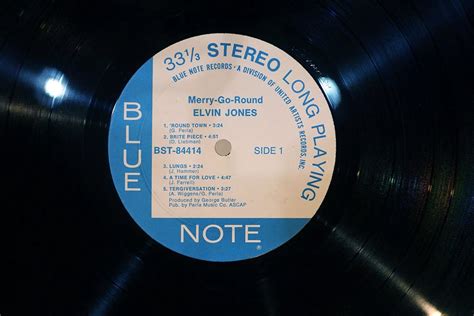 33⅓ STEREO LONG PLAYING
BLUE NOTE RECORDS • A DIVISION OF UNITED ARTISTS RECORDS, INC.
Merry-Go-Round
ELVIN JONES
1. 'ROUND TOWN • 3:24
(G. Perla)
2. BRITE PIECE • 4:51
(D. Liebman)
BST-84414 SIDE 1
3. LUNGS • 2:24
(J. Hammer)
4. A TIME FOR LOVE • 4:47
(J. Farrell)
5. TERGIVERSATION • 3:27
(A. Wiggens/G. Perla)
Produced by George Butler
Pub. by Perla Music Co. ASCAP
BLUE
NOTE ®